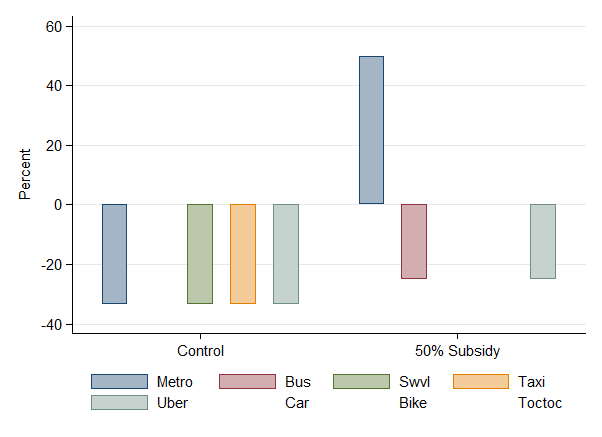 60
40
20
0
-20
-40
Percent
Control 50% Subsidy
Metro Bus Swvl Taxi
Uber Car Bike Toctoc